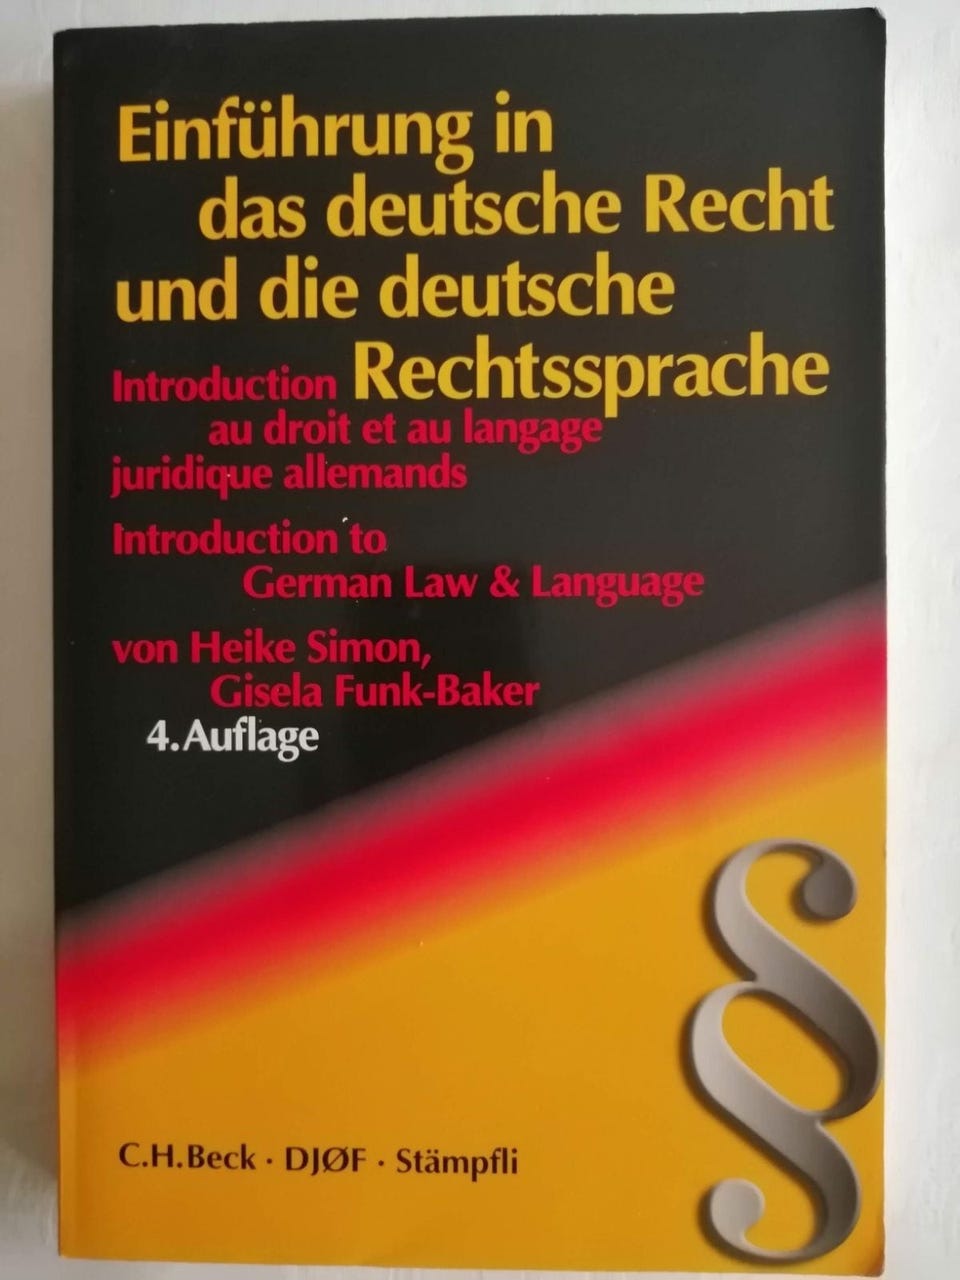 Einführung in
das deutsche Recht
und die deutsche
Rechtssprache
Introduction
au droit et au langage
juridique allemands
Introduction to
German Law & Language
von Heike Simon,
Gisela Funk-Baker
4. Auflage
§
C.H.Beck · DJØF · Stämpfli